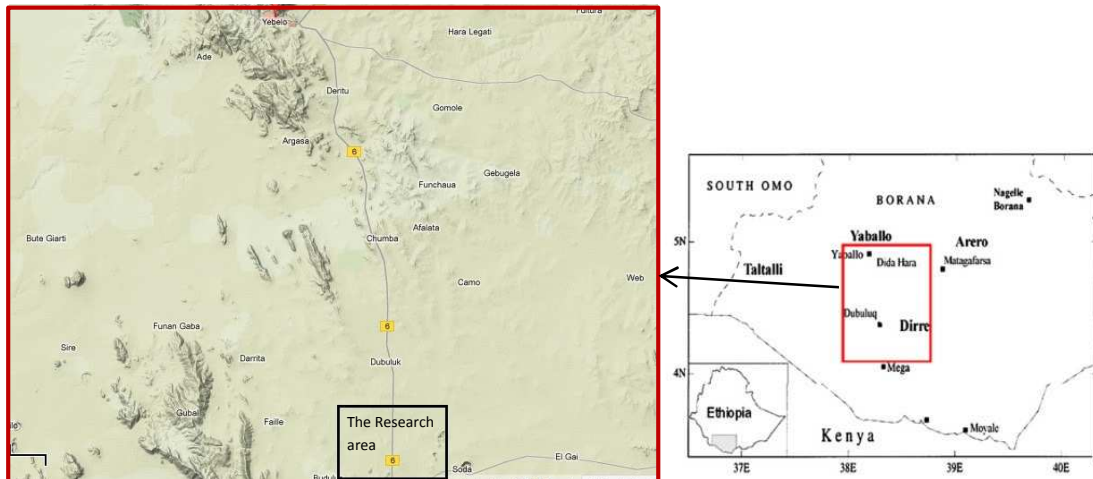 Yebelo
Hara Legati
Ade
Dentu
Gomole
Argasa
6
Gebugela
Funchaua
Afalata
Bute Giarti
Chumba
Web
Camo
Funan Gaba
6
Sire
Darrita
Dubuluk
Gubal
Faille
The Research
area
6
Soda
El Gai
SOUTH OMO
BORANA
Nagelle
Borana
5N
Yaballo
Arero
Yaballo
Dida Hara
Matagafarsa
Taltalli
Dubuluq
Dirre
4N
Mega
Ethiopia
Kenya
Moyale
37E
38E
39E
40E